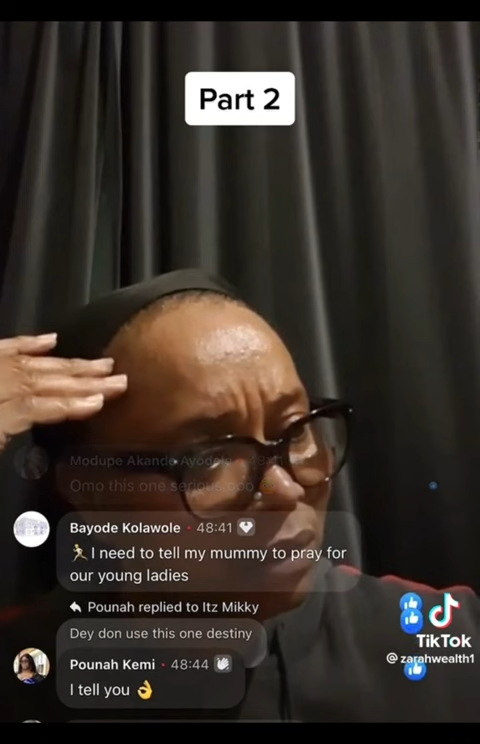 Part 2
Modupe Akande Ayodele
Omo this one serious ooo
Bayode Kolawole • 48:41
🏃I need to tell my mummy to pray for
our young ladies
Pounah replied to Itz Mikky
Dey don use this one destiny
Pounah Kemi • 48:44
I tell you 👌
TikTok
@zarahwealth1